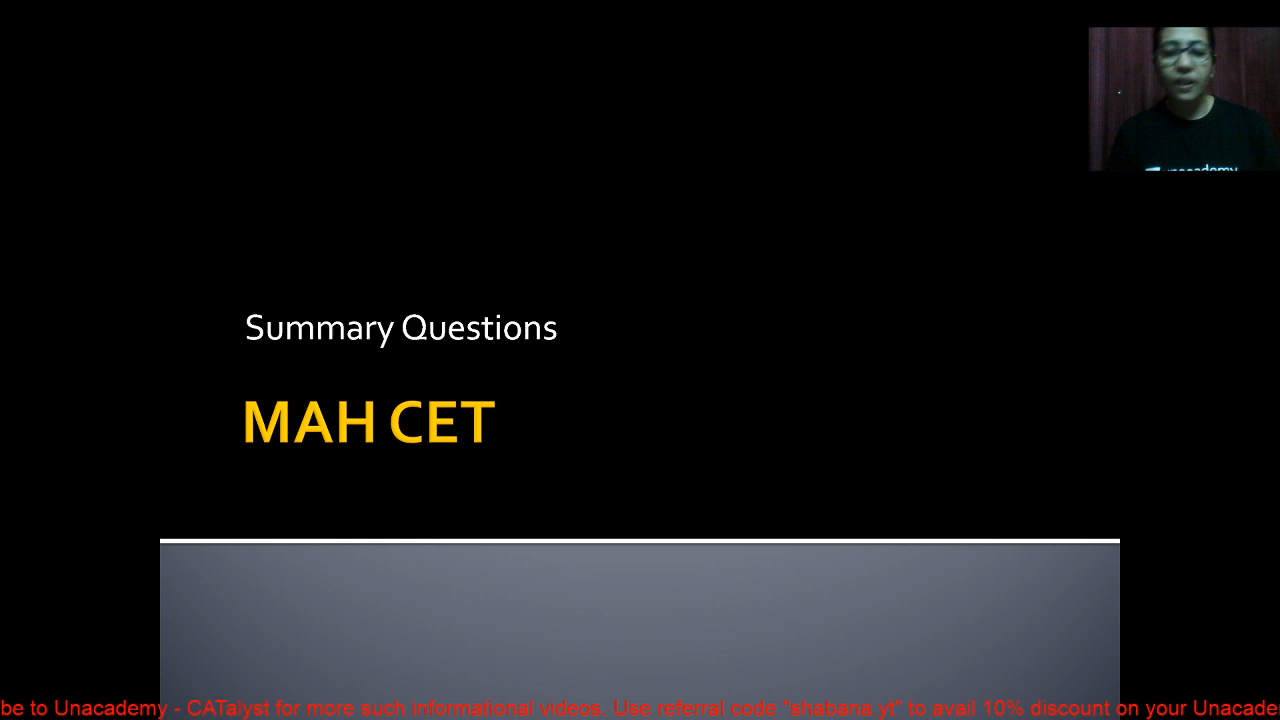 unacademy
Summary Questions
MAH CET
be to Unacademy - CATalyst for more such informational videos. Use referral code "shabana.yt" to avail 10% discount on your Unacade